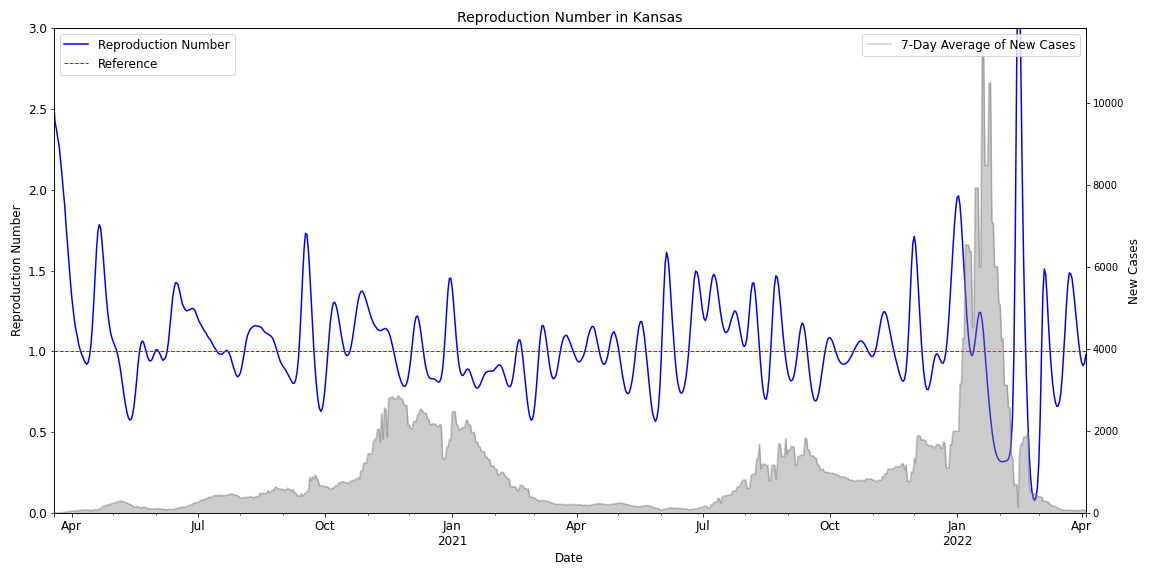 Reproduction Number in Kansas
Reproduction Number
Reference
7-Day Average of New Cases
3.0
2.5
2.0
1.5
1.0
0.5
0.0
Reproduction Number
10000
8000
6000
4000
2000
0
New Cases
Apr
Jul
Oct
Jan
2021
Apr
Jul
Oct
Jan
2022
Apr
Date